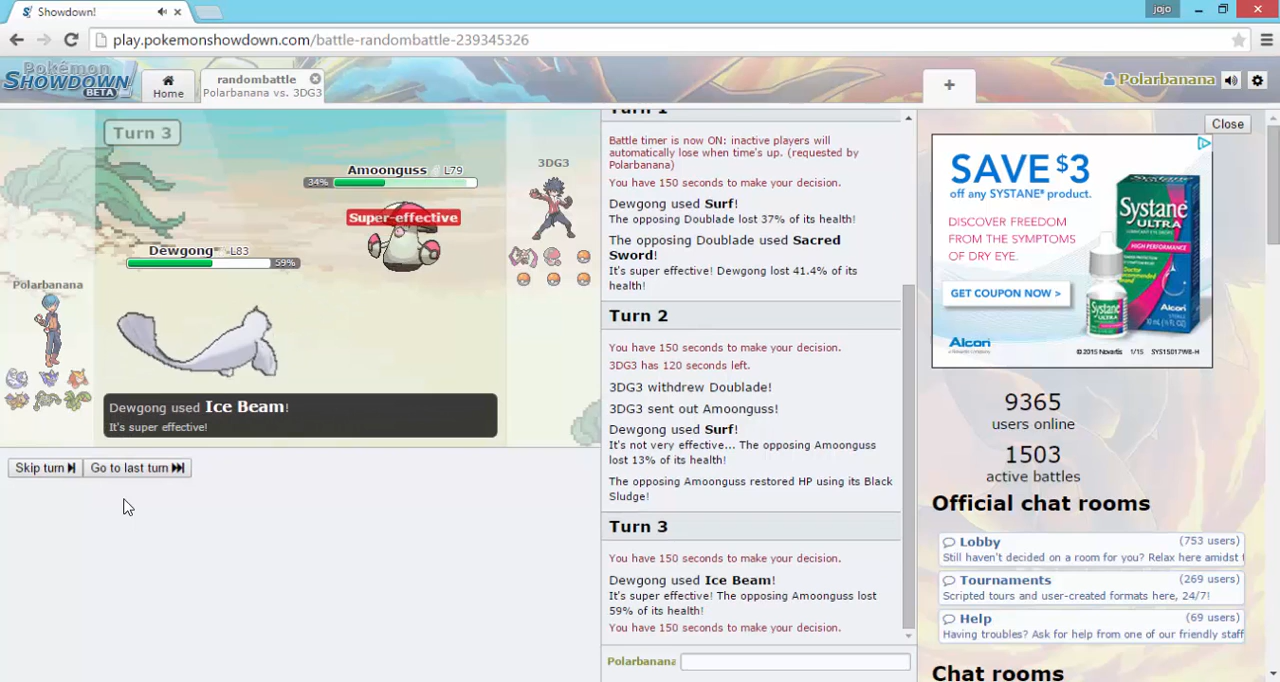 Showdown!
jojo
play.pokemonshowdown.com/battle-randombattle-239345326
Pokémon
SHOWDOWN
BETA
Home
randombattle
Polarbanana vs. 3DG3
+
Polarbanana
Turn 3
Amoonguss L79
34%
Super-effective
3DG3
Dewgong L83
59%
Polarbanana
Dewgong used Ice Beam!
It's super effective!
Skip turn
Go to last turn
Turn 1
Battle timer is now ON: inactive players will
automatically lose when time's up. (requested by
Polarbanana)
You have 150 seconds to make your decision.
Dewgong used Surf!
The opposing Doublade lost 37% of its health!
The opposing Doublade used Sacred
Sword!
It's super effective! Dewgong lost 41.4% of its
health!
Turn 2
You have 150 seconds to make your decision.
3DG3 has 120 seconds left.
3DG3 withdrew Doublade!
3DG3 sent out Amoonguss!
Dewgong used Surf!
It's not very effective... The opposing Amoonguss
lost 13% of its health!
The opposing Amoonguss restored HP using its Black
Sludge!
Turn 3
You have 150 seconds to make your decision.
Dewgong used Ice Beam!
It's super effective! The opposing Amoonguss lost
59% of its health!
You have 150 seconds to make your decision.
Polarbanana
Close
SAVE $3
off any SYSTANE® product.
DISCOVER FREEDOM
FROM THE SYMPTOMS
OF DRY EYE.
GET COUPON NOW >
Systane
ULTRA
HIGH PERFORMANCE
Systane
ULTRA
Alcon
Alcon
© 2015 Novartis 1/15 SYS15017WB-H
9365
users online
1503
active battles
Official chat rooms
Lobby (753 users)
Still haven't decided on a room for you? Relax here amidst t
Tournaments (269 users)
Scripted tours and user-created formats here, 24/7!
Help (69 users)
Having troubles? Ask for help from one of our friendly staff
Chat rooms